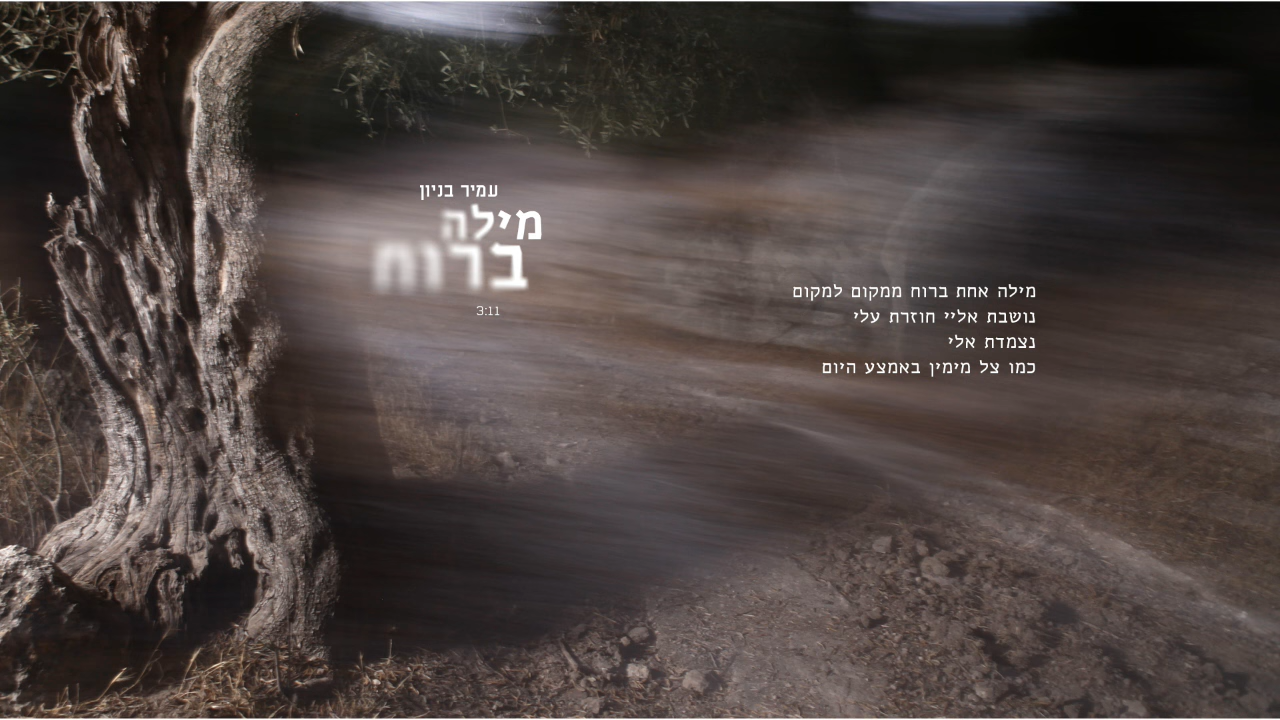 עמיר בניון
מילה
ברוח
3:11
מילה אחת ברוח ממקום למקום
נושבת אליי חוזרת עלי
נצמדת אלי
כמו צל מימין באמצע היום